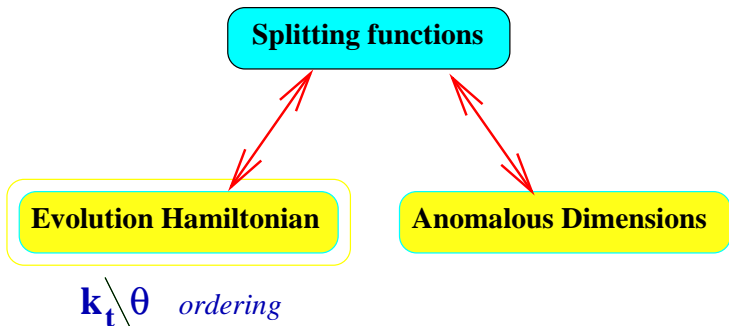 Splitting functions
Evolution Hamiltonian
Anomalous Dimensions
kt\θ ordering